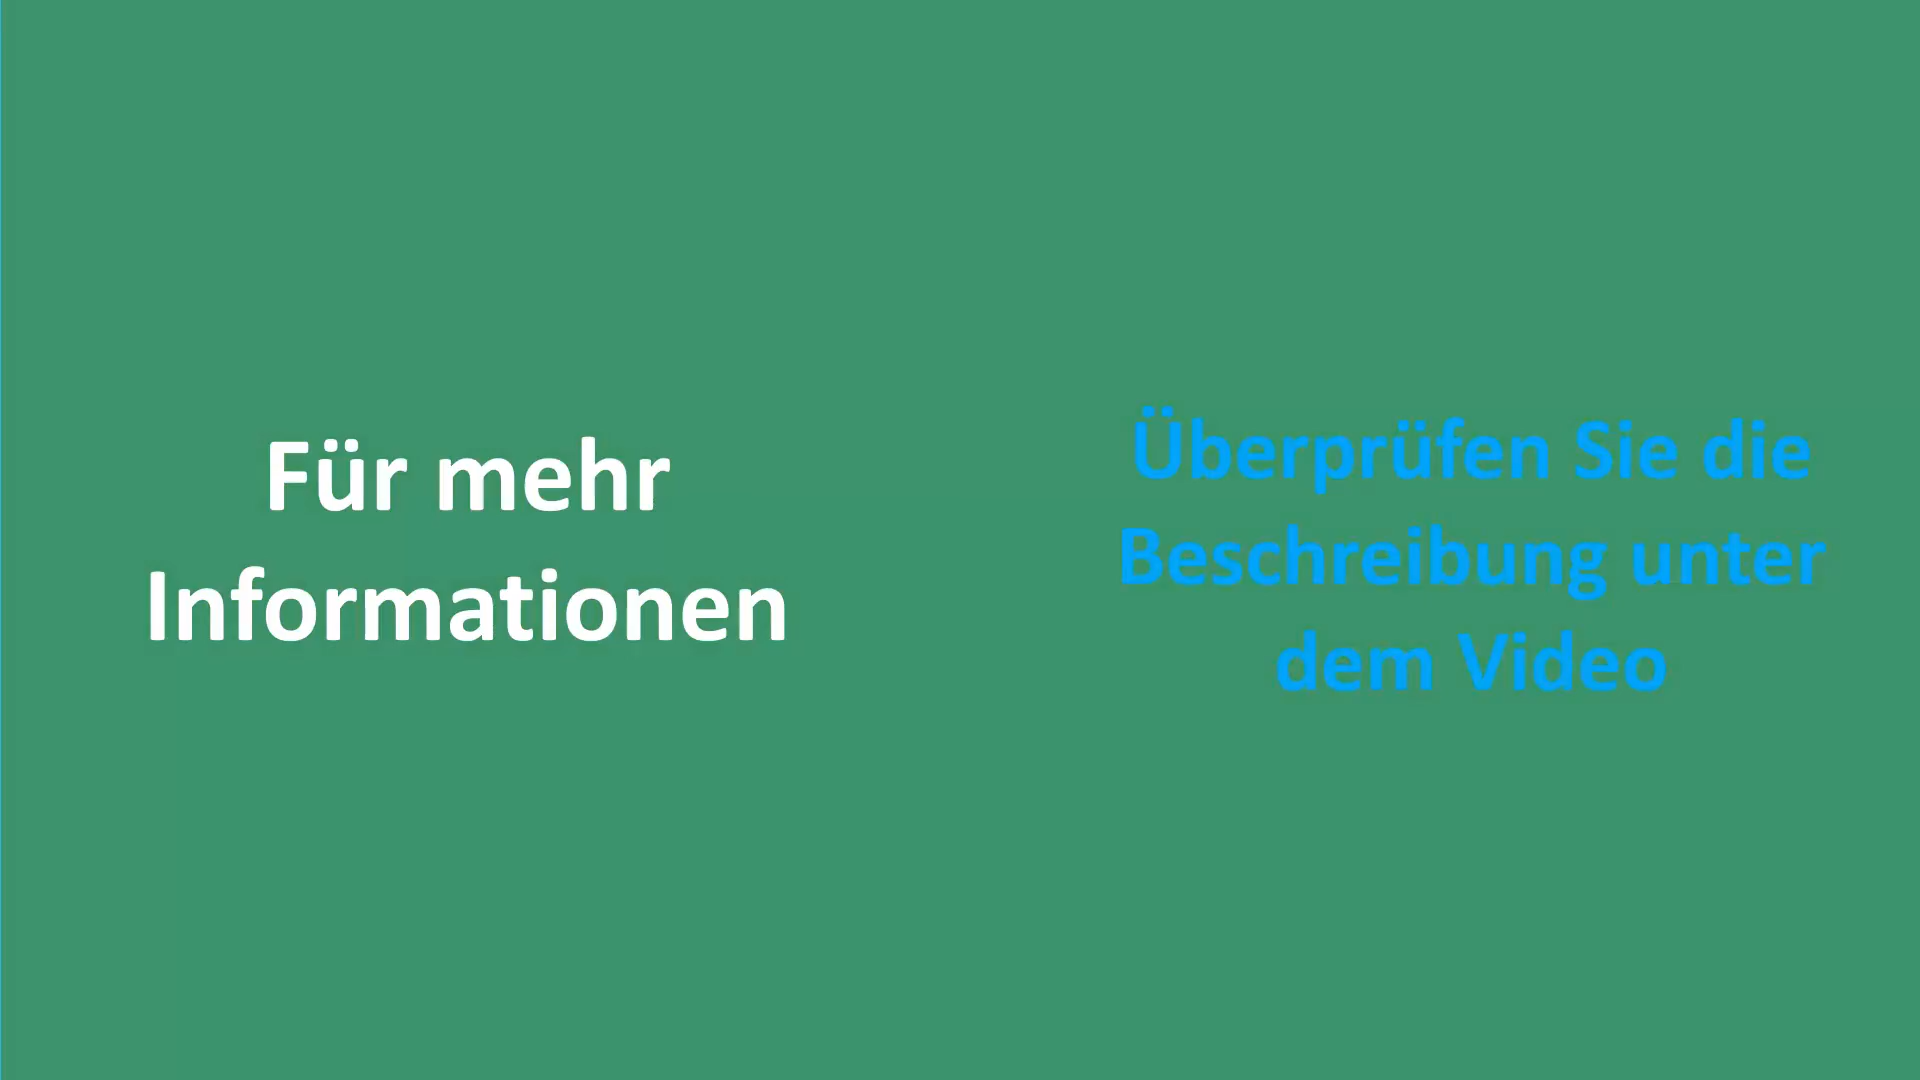 Für mehr
Informationen
Überprüfen Sie die
Beschreibung unter
dem Video